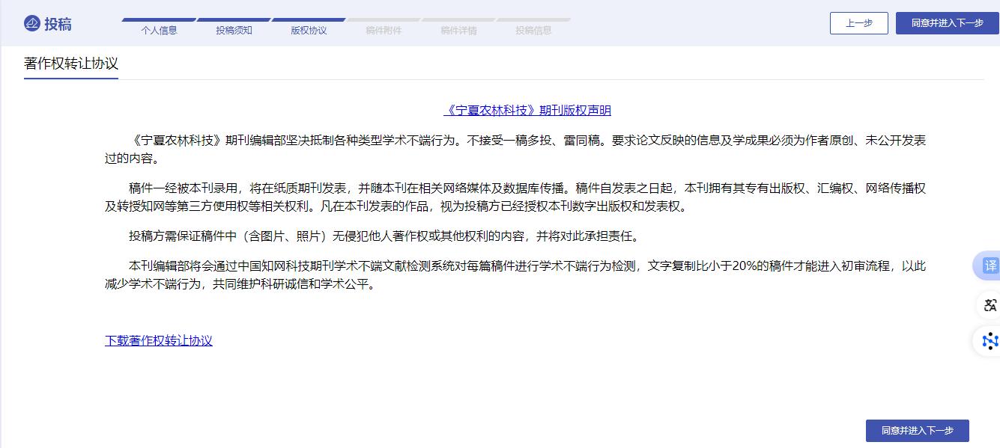 投稿
个人信息
投稿须知
版权协议
稿件附件
稿件详情
投稿信息
上一步
同意并进入下一步
著作权转让协议
《宁夏农林科技》期刊版权声明
《宁夏农林科技》期刊编辑部坚决抵制各种类型学术不端行为。不接受一稿多投、雷同稿。要求论文反映的信息及学成果必须为作者原创、未公开发表
过的内容。
稿件一经被本刊录用，将在纸质期刊发表，并随本刊在相关网络媒体及数据库传播。稿件自发表之日起，本刊拥有其专有出版权、汇编权、网络传播权
及转授知网等第三方使用权等相关权利。凡在本刊发表的作品，视为投稿方已经授权本刊数字出版权和发表权。
投稿方需保证稿件中（含图片、照片）无侵犯他人著作权或其他权利的内容，并将对此承担责任。
本刊编辑部将会通过中国知网科技期刊学术不端文献检测系统对每篇稿件进行学术不端行为检测，文字复制比小于20%的稿件才能进入初审流程，以此
减少学术不端行为，共同维护科研诚信和学术公平。
译
下载著作权转让协议
同意并进入下一步